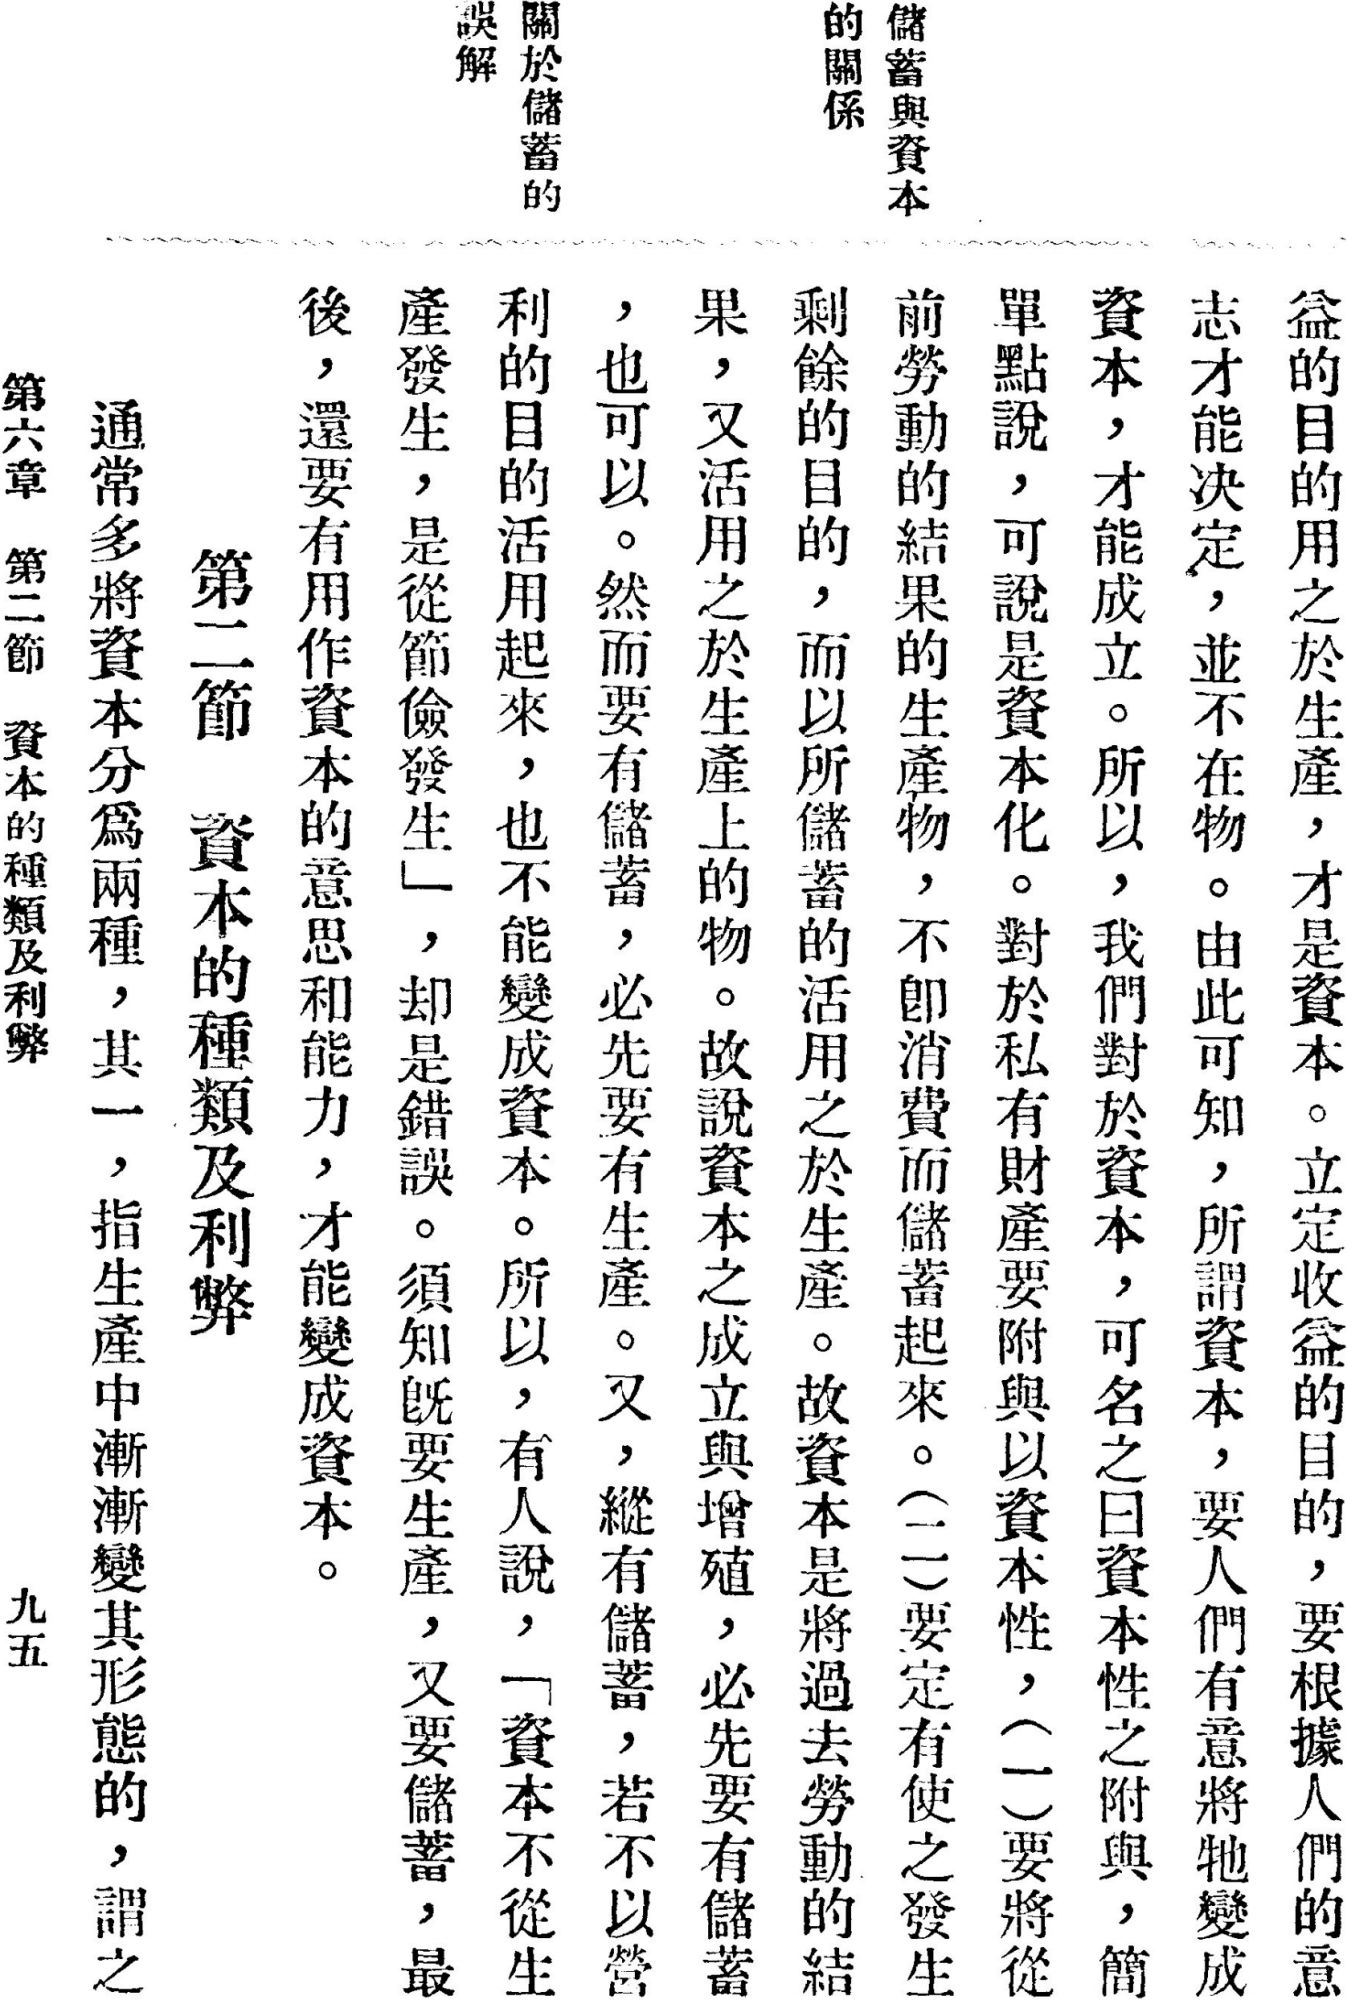 儲蓄與資本
的關係
關於儲蓄的
誤解
益的目的用之於生產，才是資本。立定收益的目的，要根據人們的意
志才能決定，並不在物。由此可知，所謂資本，要人們有意將牠變成
資本，才能成立。所以，我們對於資本，可名之曰資本性之附與，簡
單點說，可說是資本化。對於私有財產要附與以資本性，（一）要將從
前勞動的結果的生產物，不卽消費而儲蓄起來。（二）要定有使之發生
剩餘的目的，而以所儲蓄的活用之於生產。故資本是將過去勞動的結
果，又活用之於生產上的物。故說資本之成立與增殖，必先要有儲蓄
，也可以。然而要有儲蓄，必先要有生產。又，縱有儲蓄，若不以營
利的目的活用起來，也不能變成資本。所以，有人說，「資本不從生
產發生，是從節儉發生」，却是錯誤。須知旣要生產，又要儲蓄，最
後，還要有用作資本的意思和能力，才能變成資本。
第二節　資本的種類及利弊
通常多將資本分爲兩種，其一，指生產中漸漸變其形態的，謂之
第六章　第二節　資本的種類及利弊　九五